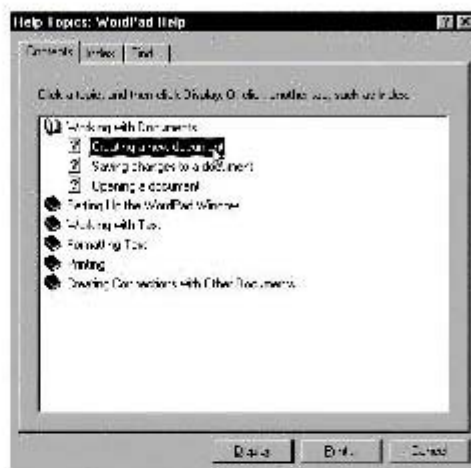 Help Topics: WordPad Help
Contents Index Find
Click a topic, and then click Display. Or click another tab, such as Index.
Working with Documents
Creating a new document
Saving changes to a document
Opening a document
Setting Up the WordPad Window
Working with Text
Formatting Text
Printing
Creating Connections with Other Documents
Display Print... Cancel